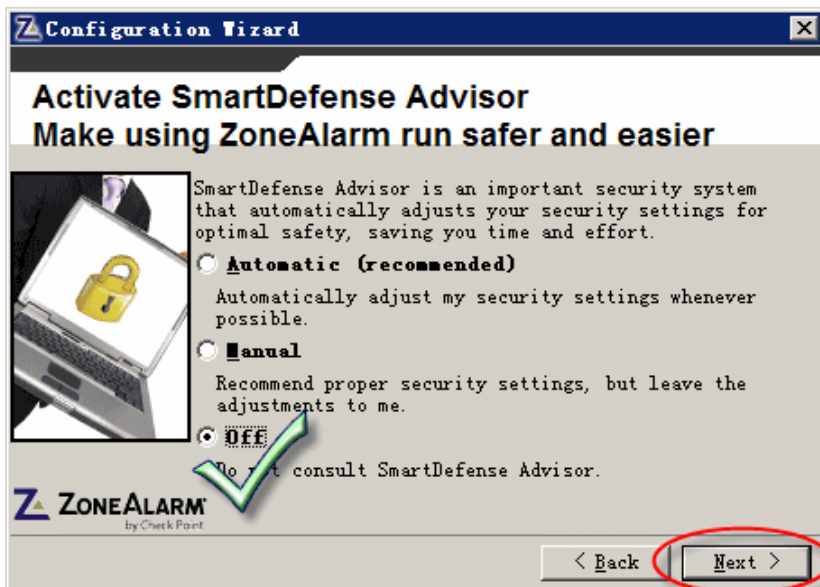 Configuration Wizard
Activate SmartDefense Advisor
Make using ZoneAlarm run safer and easier
SmartDefense Advisor is an important security system
that automatically adjusts your security settings for
optimal safety, saving you time and effort.
Automatic (recommended)
Automatically adjust my security settings whenever
possible.
Manual
Recommend proper security settings, but leave the
adjustments to me.
Off
Do not consult SmartDefense Advisor.
ZONEALARM
by Check Point
< Back
Next >